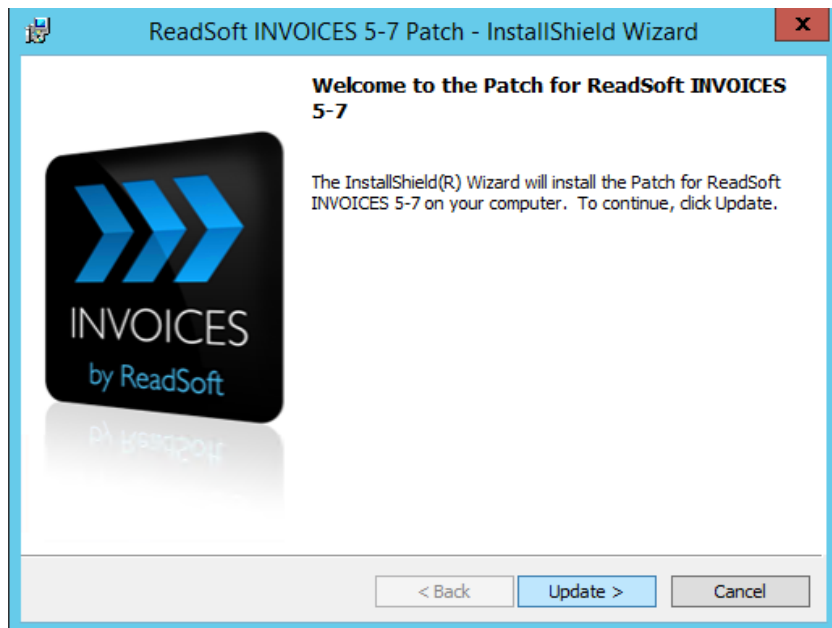 ReadSoft INVOICES 5-7 Patch - InstallShield Wizard
x
Welcome to the Patch for ReadSoft INVOICES
5-7
The InstallShield(R) Wizard will install the Patch for ReadSoft
INVOICES 5-7 on your computer.  To continue, click Update.
INVOICES
by ReadSoft
by ReadSoft
< Back
Update >
Cancel